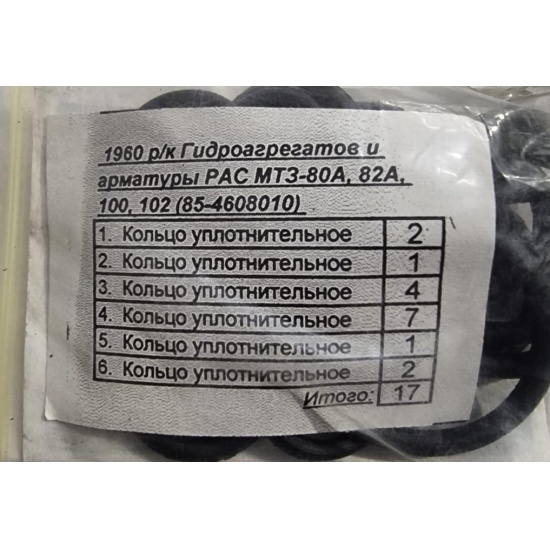 1960 р/к Гидроагрегатов и
арматуры РАС МТЗ-80А, 82А,
100, 102 (85-4608010)
1. Кольцо уплотнительное 2
2. Кольцо уплотнительное 1
3. Кольцо уплотнительное 4
4. Кольцо уплотнительное 7
5. Кольцо уплотнительное 1
6. Кольцо уплотнительное 2
Итого: 17